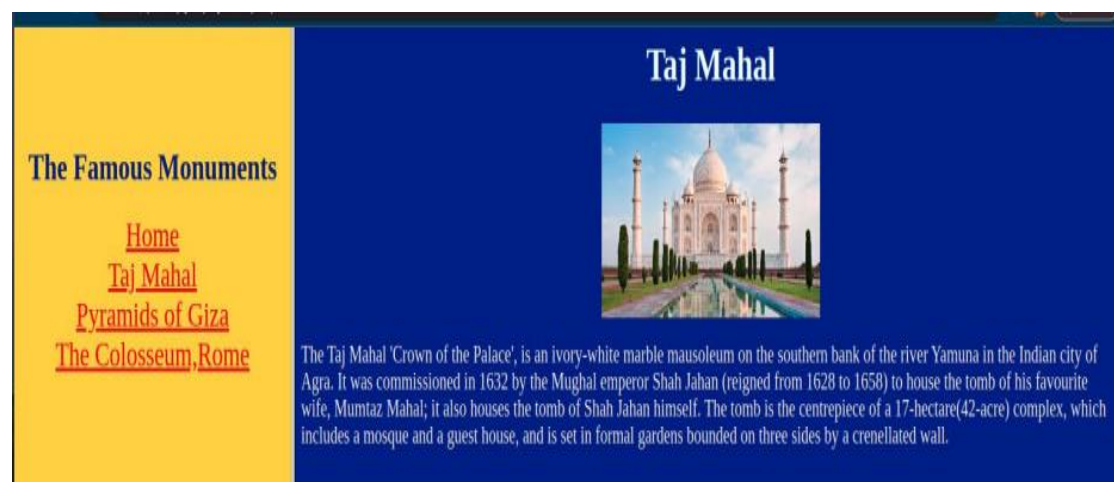 The Famous Monuments
Home
Taj Mahal
Pyramids of Giza
The Colosseum,Rome
Taj Mahal
The Taj Mahal 'Crown of the Palace', is an ivory-white marble mausoleum on the southern bank of the river Yamuna in the Indian city of
Agra. It was commissioned in 1632 by the Mughal emperor Shah Jahan (reigned from 1628 to 1658) to house the tomb of his favourite
wife, Mumtaz Mahal; it also houses the tomb of Shah Jahan himself. The tomb is the centrepiece of a 17-hectare(42-acre) complex, which
includes a mosque and a guest house, and is set in formal gardens bounded on three sides by a crenellated wall.